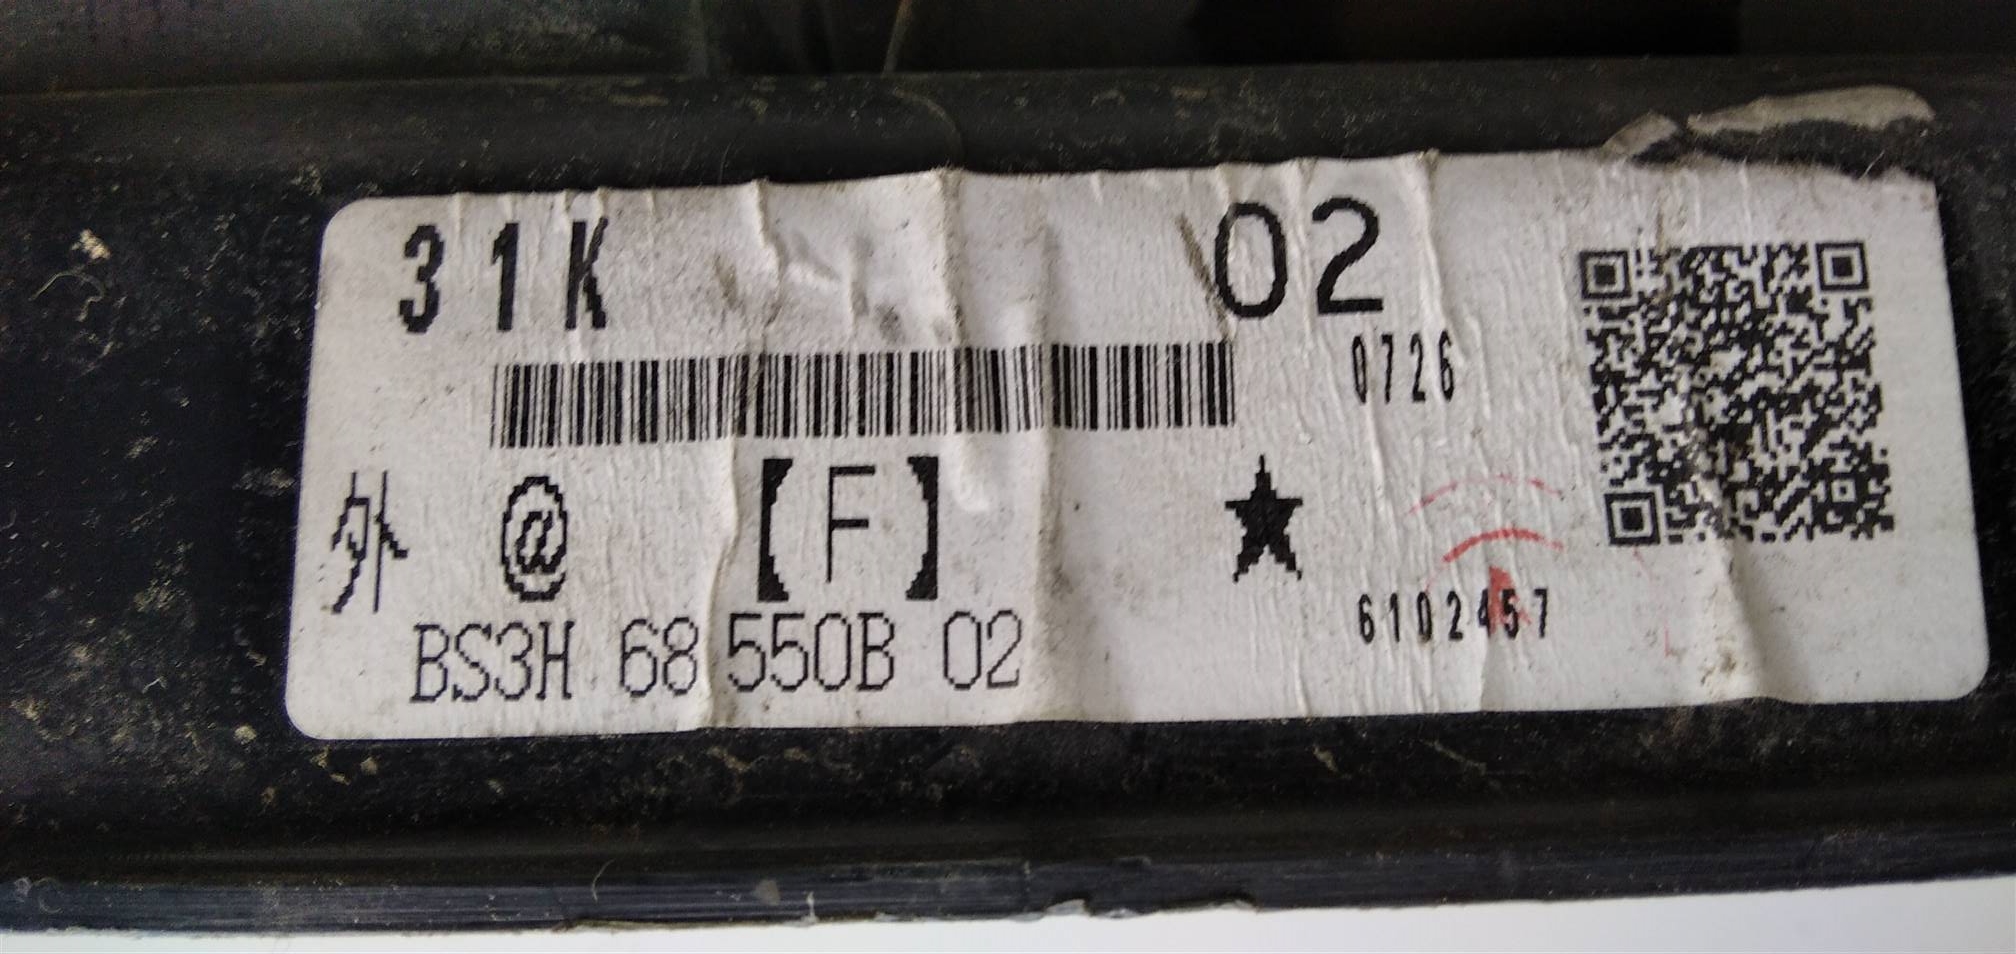 31K 02
0726
外 @ 【F】 ★
BS3H 68 550B 02
6102457